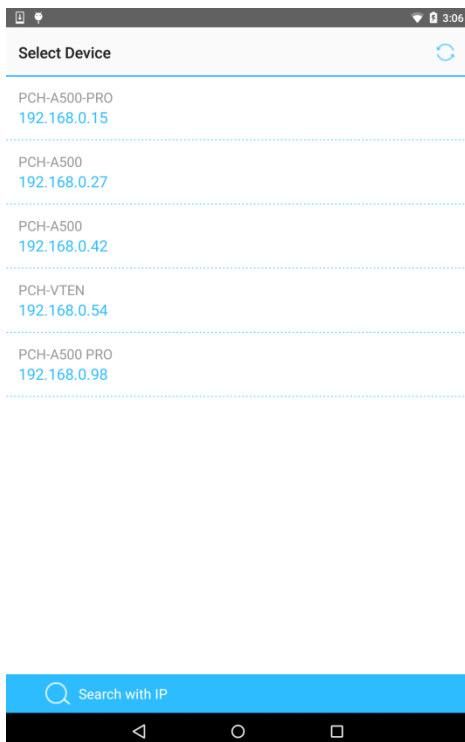 3:06
Select Device
PCH-A500-PRO
192.168.0.15
PCH-A500
192.168.0.27
PCH-A500
192.168.0.42
PCH-VTEN
192.168.0.54
PCH-A500 PRO
192.168.0.98
Search with IP